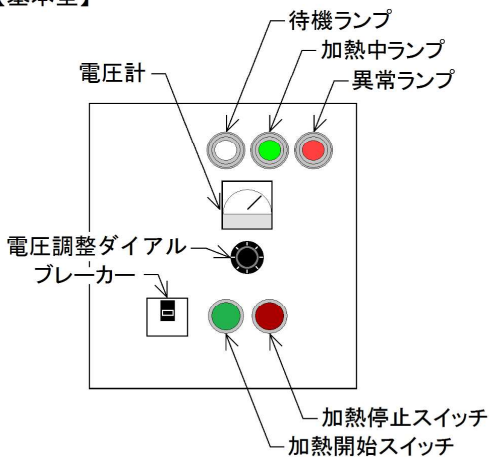 【基本型】
待機ランプ
加熱中ランプ
異常ランプ
電圧計
電圧調整ダイアル
ブレーカー
加熱停止スイッチ
加熱開始スイッチ